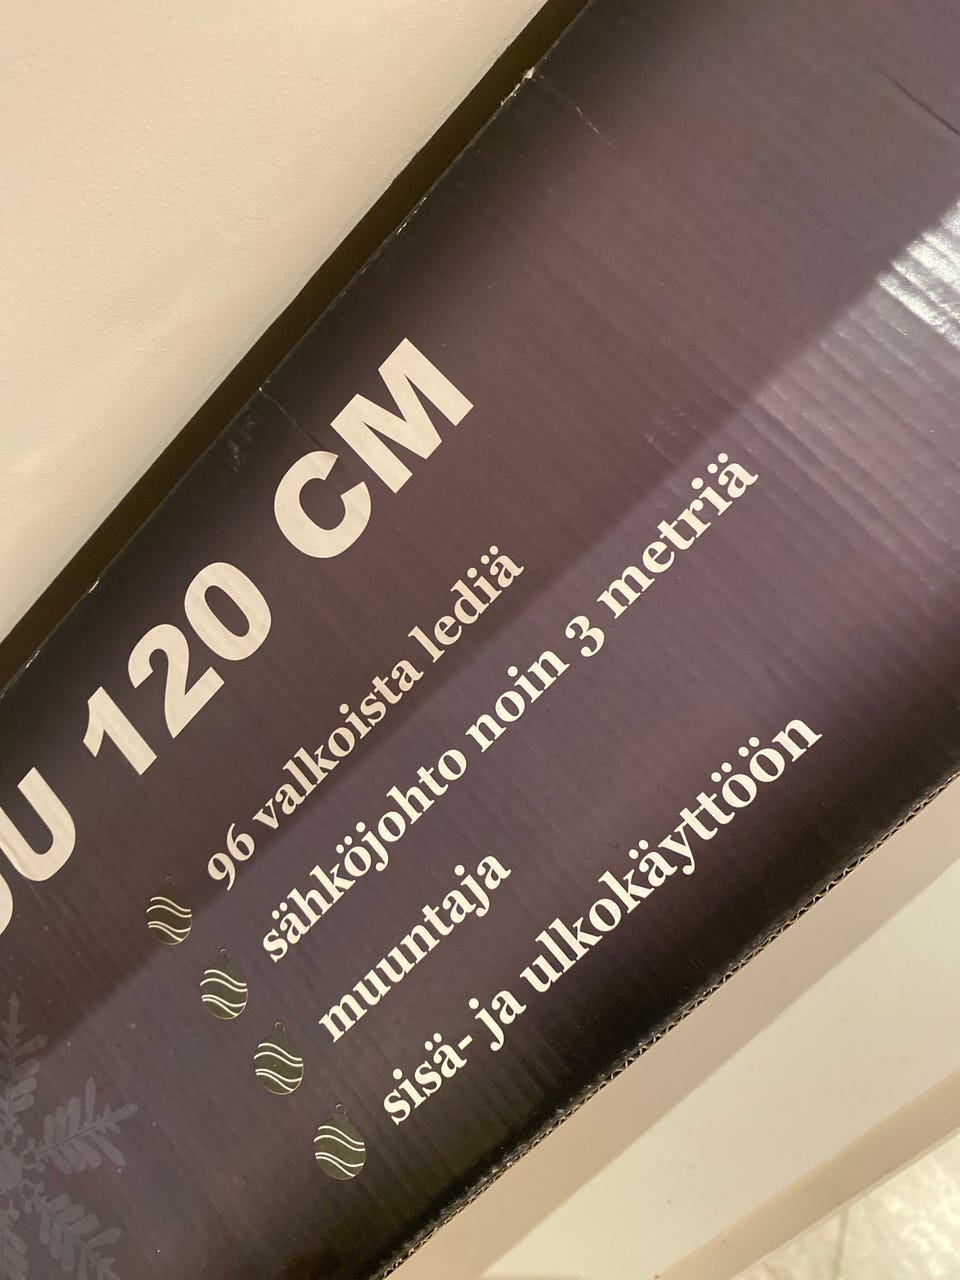 120 CM
96 valkoista lediä
sähköjohto noin 3 metriä
muuntaja
sisä- ja ulkokäyttöön